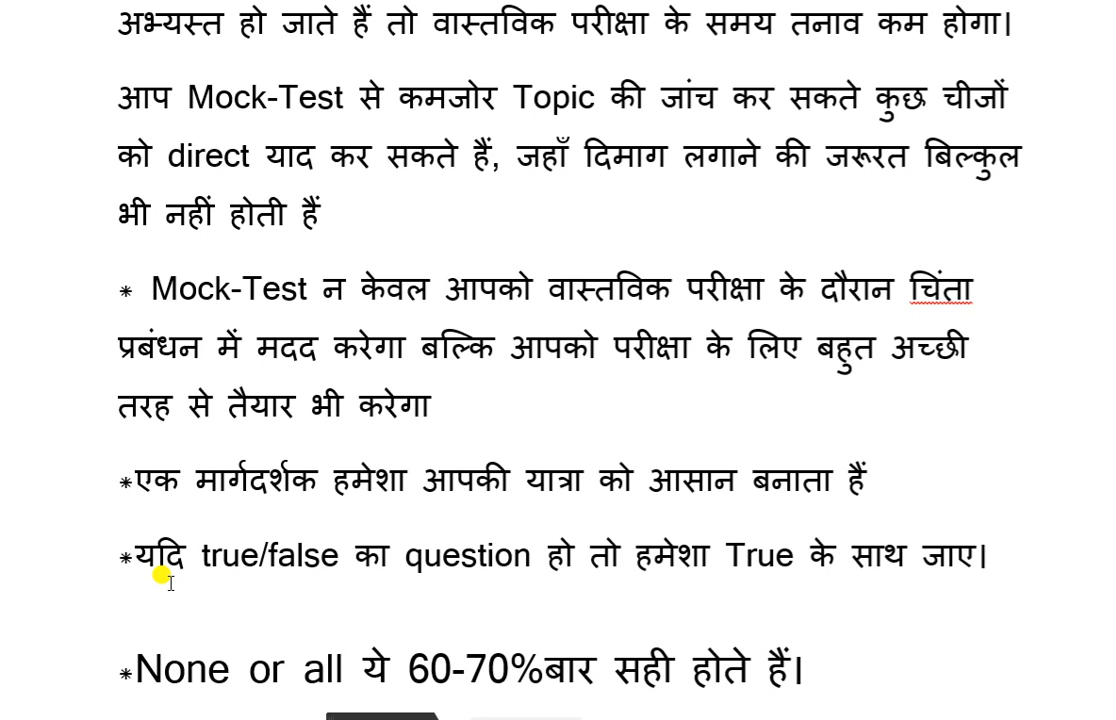 अभ्यस्त हो जाते हैं तो वास्तविक परीक्षा के समय तनाव कम होगा।
आप Mock-Test से कमजोर Topic की जांच कर सकते कुछ चीजों
को direct याद कर सकते हैं, जहाँ दिमाग लगाने की जरूरत बिल्कुल
भी नहीं होती हैं
* Mock-Test न केवल आपको वास्तविक परीक्षा के दौरान चिंता
प्रबंधन में मदद करेगा बल्कि आपको परीक्षा के लिए बहुत अच्छी
तरह से तैयार भी करेगा
*एक मार्गदर्शक हमेशा आपकी यात्रा को आसान बनाता हैं
*यदि true/false का question हो तो हमेशा True के साथ जाए।
*None or all ये 60-70%बार सही होते हैं।